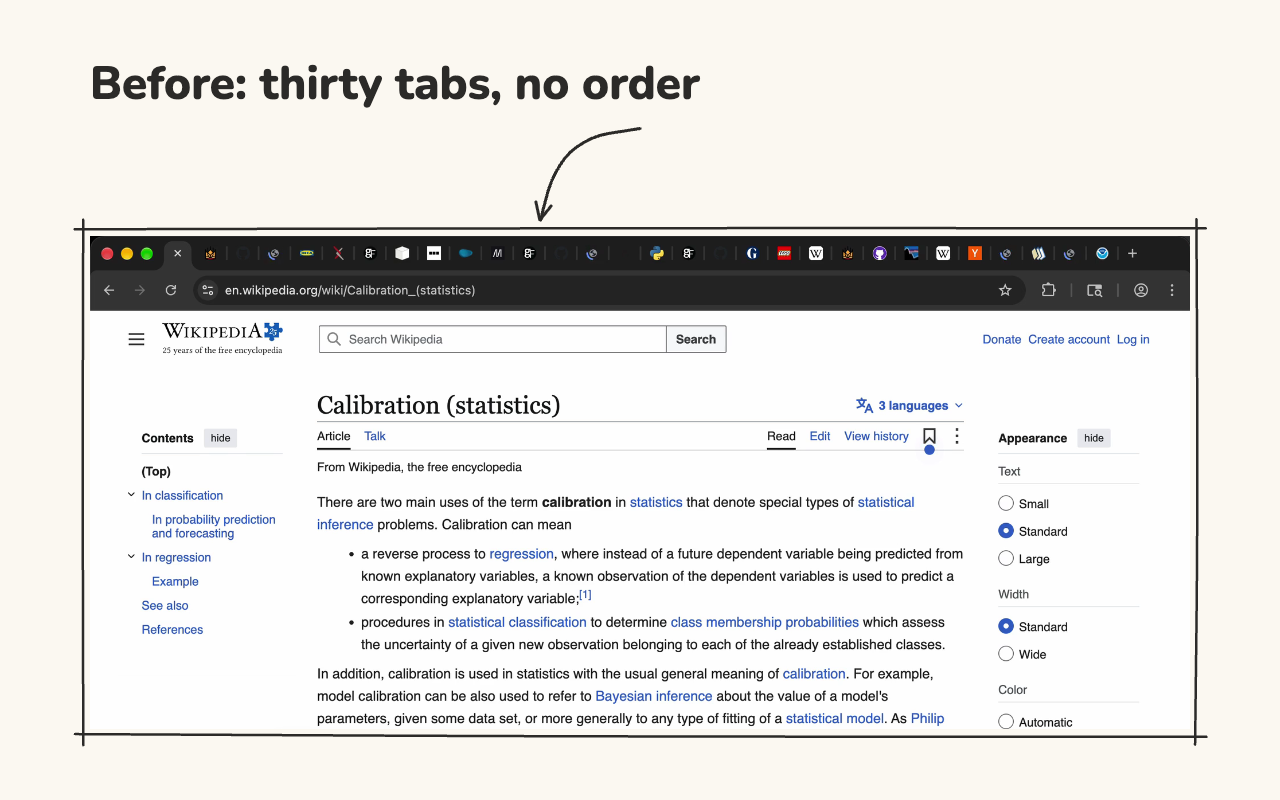 Before: thirty tabs, no order
en.wikipedia.org/wiki/Calibration_(statistics)
WIKIPEDIA
25 years of the free encyclopedia
Search Wikipedia
Search
Donate Create account Log in
Calibration (statistics)
3 languages
Contents hide
Article Talk
Read Edit View history
Appearance hide
From Wikipedia, the free encyclopedia
(Top)
In classification
In probability prediction
and forecasting
In regression
Example
See also
References
There are two main uses of the term calibration in statistics that denote special types of statistical
inference problems. Calibration can mean
• a reverse process to regression, where instead of a future dependent variable being predicted from
known explanatory variables, a known observation of the dependent variables is used to predict a
corresponding explanatory variable;[1]
• procedures in statistical classification to determine class membership probabilities which assess
the uncertainty of a given new observation belonging to each of the already established classes.
In addition, calibration is used in statistics with the usual general meaning of calibration. For example,
model calibration can be also used to refer to Bayesian inference about the value of a model's
parameters, given some data set, or more generally to any type of fitting of a statistical model. As Philip
Text
Small
Standard
Large
Width
Standard
Wide
Color
Automatic